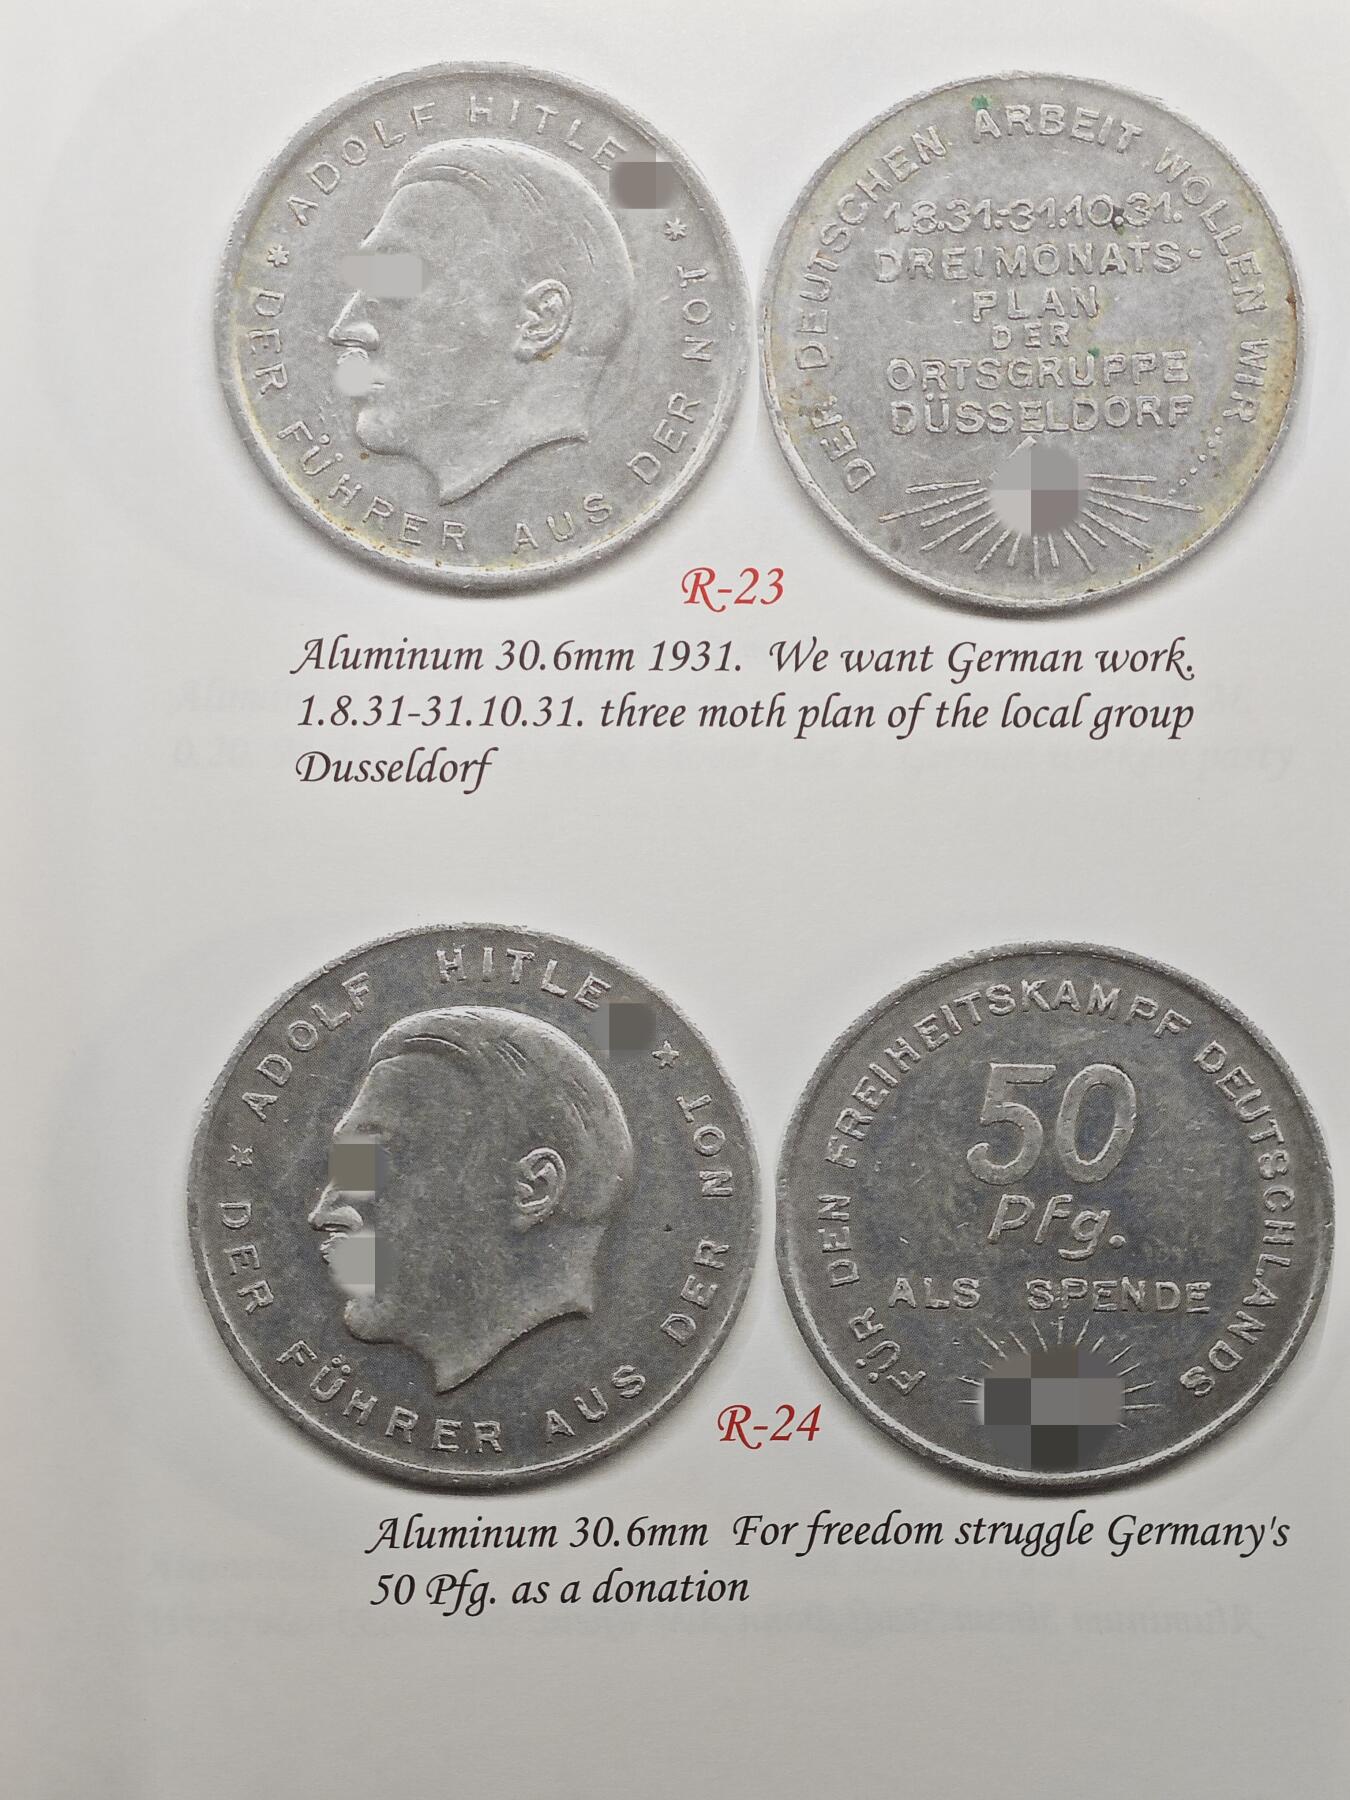 ADOLF HITLE
DER FÜHRER AUS DER NOT
DER DEUTSCHEN ARBEIT WOLLEN WIR.......
1.8.31-31.10.31.
DREIMONATS-
PLAN
DER
ORTSGRUPPE
DÜSSELDORF
R-23
Aluminum 30.6mm 1931. We want German work.
1.8.31-31.10.31. three moth plan of the local group
Dusseldorf
ADOLF HITLE
DER FÜHRER AUS DER NOT
FÜR DEN FREIHEITSKAMPF DEUTSCHLANDS
50
Pfg.
ALS SPENDE
R-24
Aluminum 30.6mm For freedom struggle Germany's
50 Pfg. as a donation